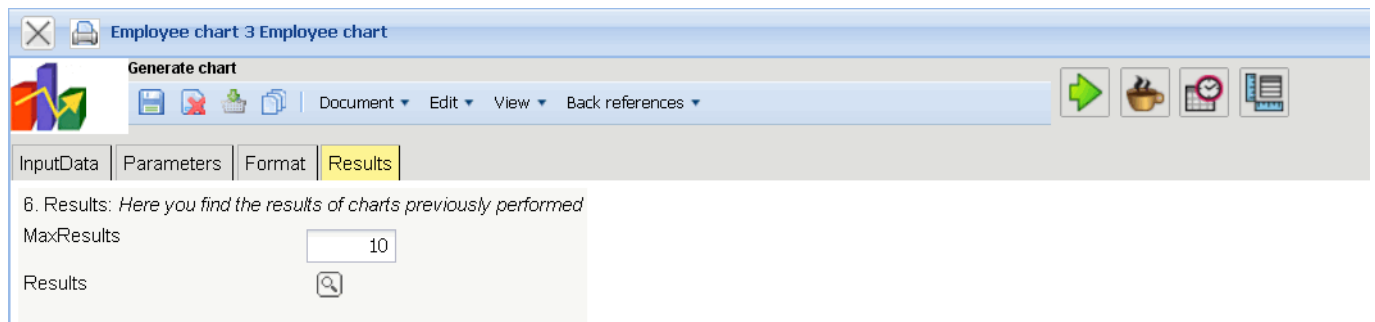 Employee chart 3 Employee chart
Generate chart
Document Edit View Back references
InputData Parameters Format Results
6. Results: Here you find the results of charts previously performed
MaxResults 10
Results